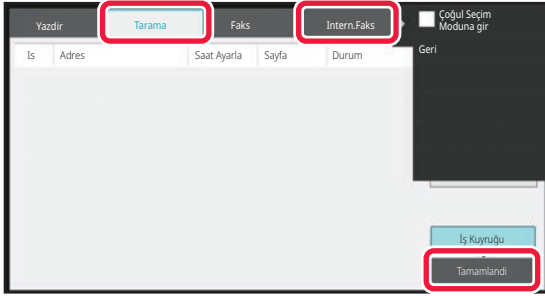 Yazdir
Tarama
Faks
Intern.Faks
Çoğul Seçim
Moduna gir
Is
Adres
Saat Ayarla
Sayfa
Durum
Geri
İş Kuyruğu
Tamamlandi